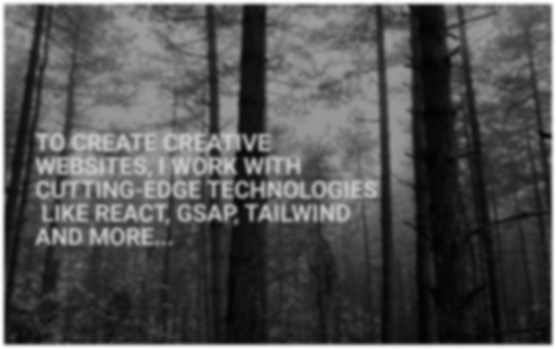 TO CREATE CREATIVE
WEBSITES, I WORK WITH
CUTTING-EDGE TECHNOLOGIES
LIKE REACT, GSAP, TAILWIND
AND MORE...